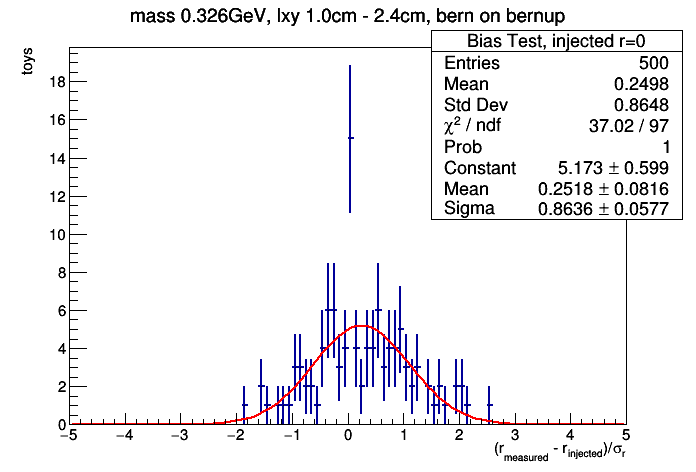 mass 0.326GeV, lxy 1.0cm - 2.4cm, bern on bernup
Bias Test, injected r=0
Entries 500
Mean 0.2498
Std Dev 0.8648
χ² / ndf 37.02 / 97
Prob 1
Constant 5.173 ± 0.599
Mean 0.2518 ± 0.0816
Sigma 0.8636 ± 0.0577
toys
18
16
14
12
10
8
6
4
2
0
−5 −4 −3 −2 −1 0 1 2 3 4 5
(r_measured - r_injected)/σ_r